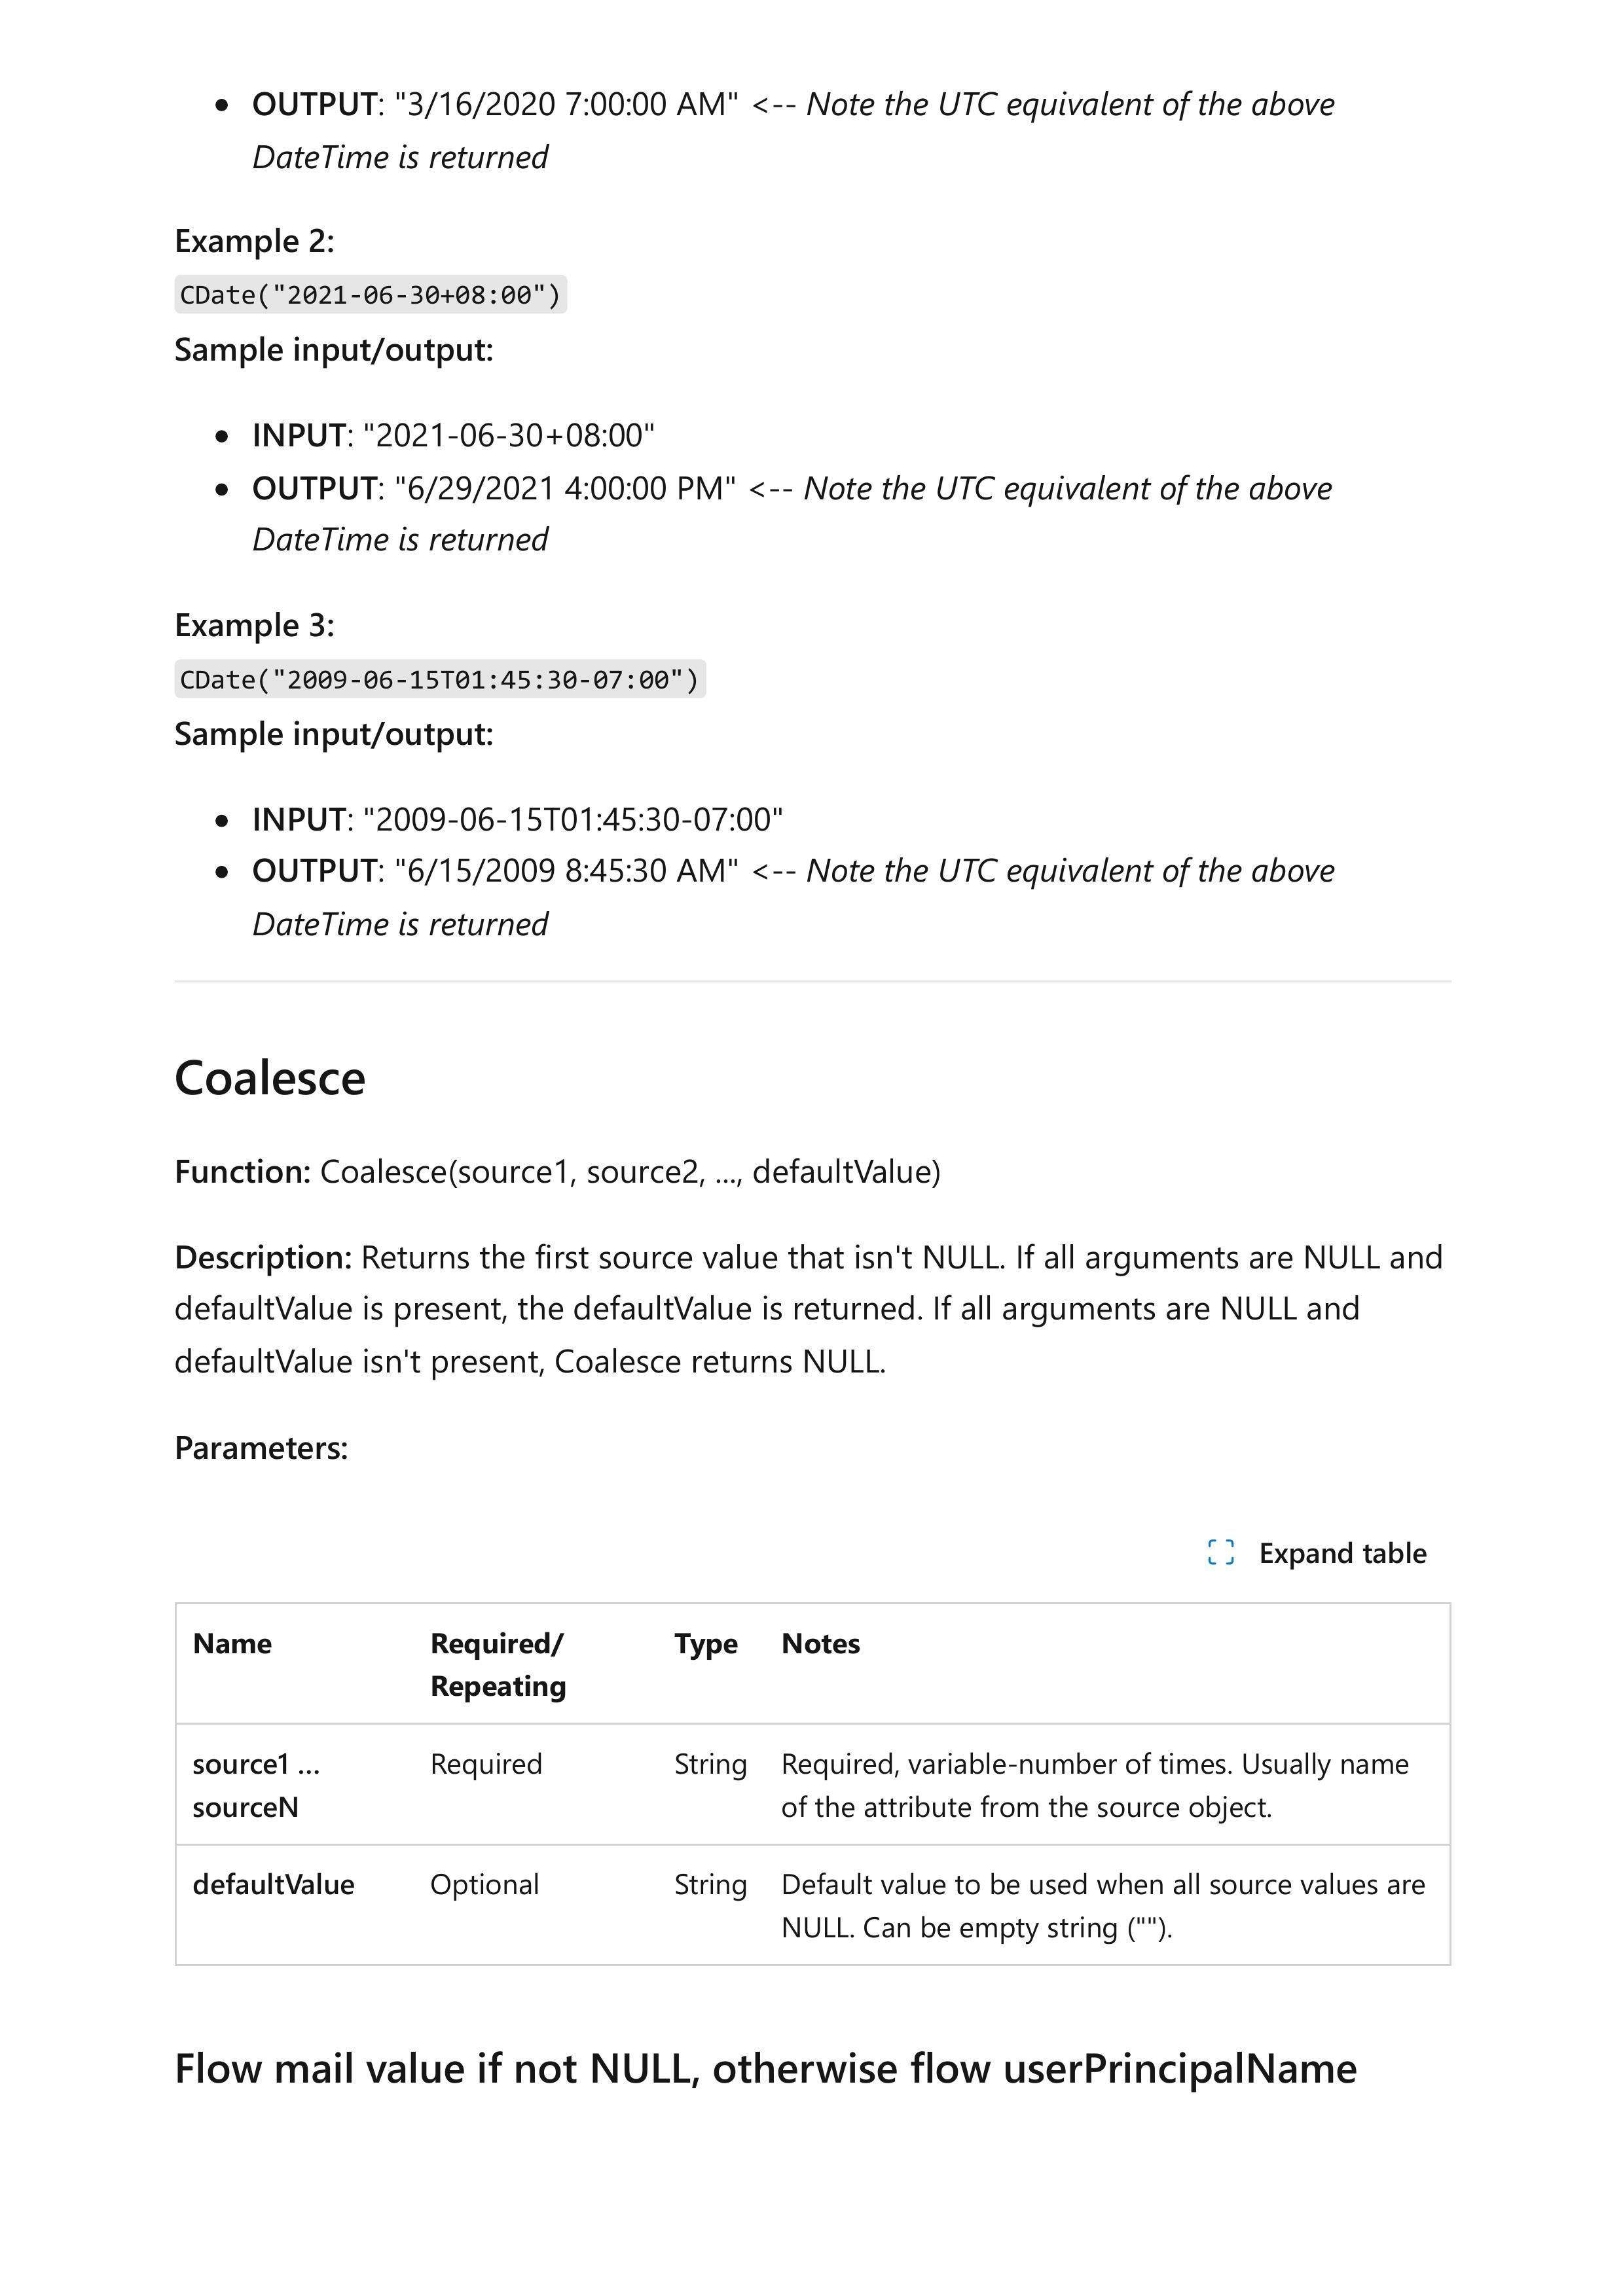 • OUTPUT: "3/16/2020 7:00:00 AM" <-- Note the UTC equivalent of the above
DateTime is returned
Example 2:
CDate("2021-06-30+08:00")
Sample input/output:
• INPUT: "2021-06-30+08:00"
• OUTPUT: "6/29/2021 4:00:00 PM" <-- Note the UTC equivalent of the above
DateTime is returned
Example 3:
CDate("2009-06-15T01:45:30-07:00")
Sample input/output:
• INPUT: "2009-06-15T01:45:30-07:00"
• OUTPUT: "6/15/2009 8:45:30 AM" <-- Note the UTC equivalent of the above
DateTime is returned
Coalesce
Function: Coalesce(source1, source2, ..., defaultValue)
Description: Returns the first source value that isn't NULL. If all arguments are NULL and
defaultValue is present, the defaultValue is returned. If all arguments are NULL and
defaultValue isn't present, Coalesce returns NULL.
Parameters:
Expand table
Name Required/ Type Notes
Repeating
source1 … Required String Required, variable-number of times. Usually name
sourceN of the attribute from the source object.
defaultValue Optional String Default value to be used when all source values are
NULL. Can be empty string ("").
Flow mail value if not NULL, otherwise flow userPrincipalName